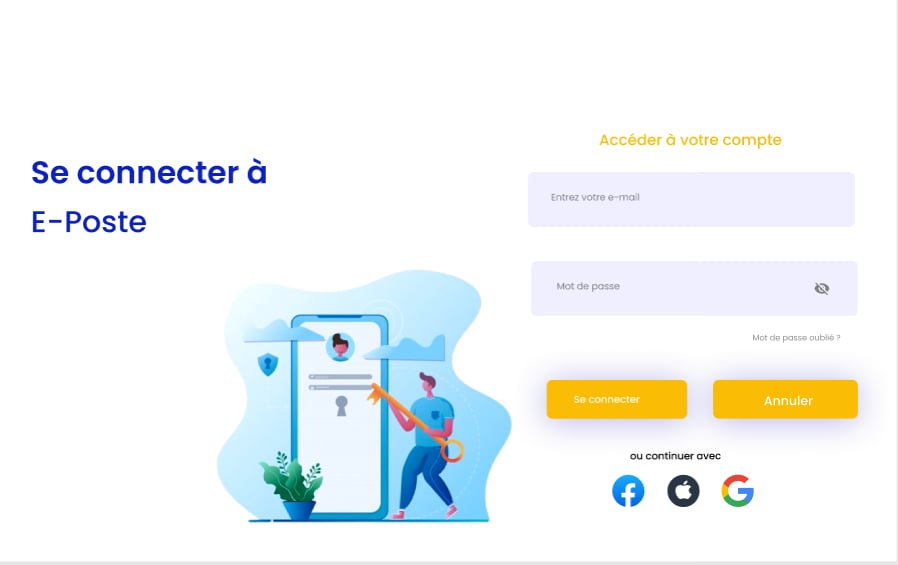 Se connecter à
E-Poste
Accéder à votre compte
Entrez votre e-mail
Mot de passe
Mot de passe oublié ?
Se connecter
Annuler
ou continuer avec